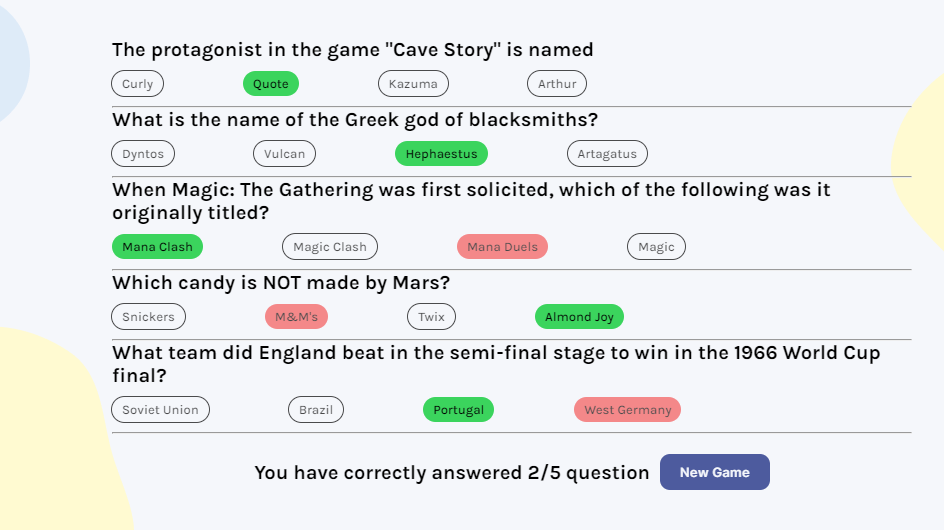 The protagonist in the game "Cave Story" is named
Curly Quote Kazuma Arthur
What is the name of the Greek god of blacksmiths?
Dyntos Vulcan Hephaestus Artagatus
When Magic: The Gathering was first solicited, which of the following was it
originally titled?
Mana Clash Magic Clash Mana Duels Magic
Which candy is NOT made by Mars?
Snickers M&M's Twix Almond Joy
What team did England beat in the semi-final stage to win in the 1966 World Cup
final?
Soviet Union Brazil Portugal West Germany
You have correctly answered 2/5 question New Game